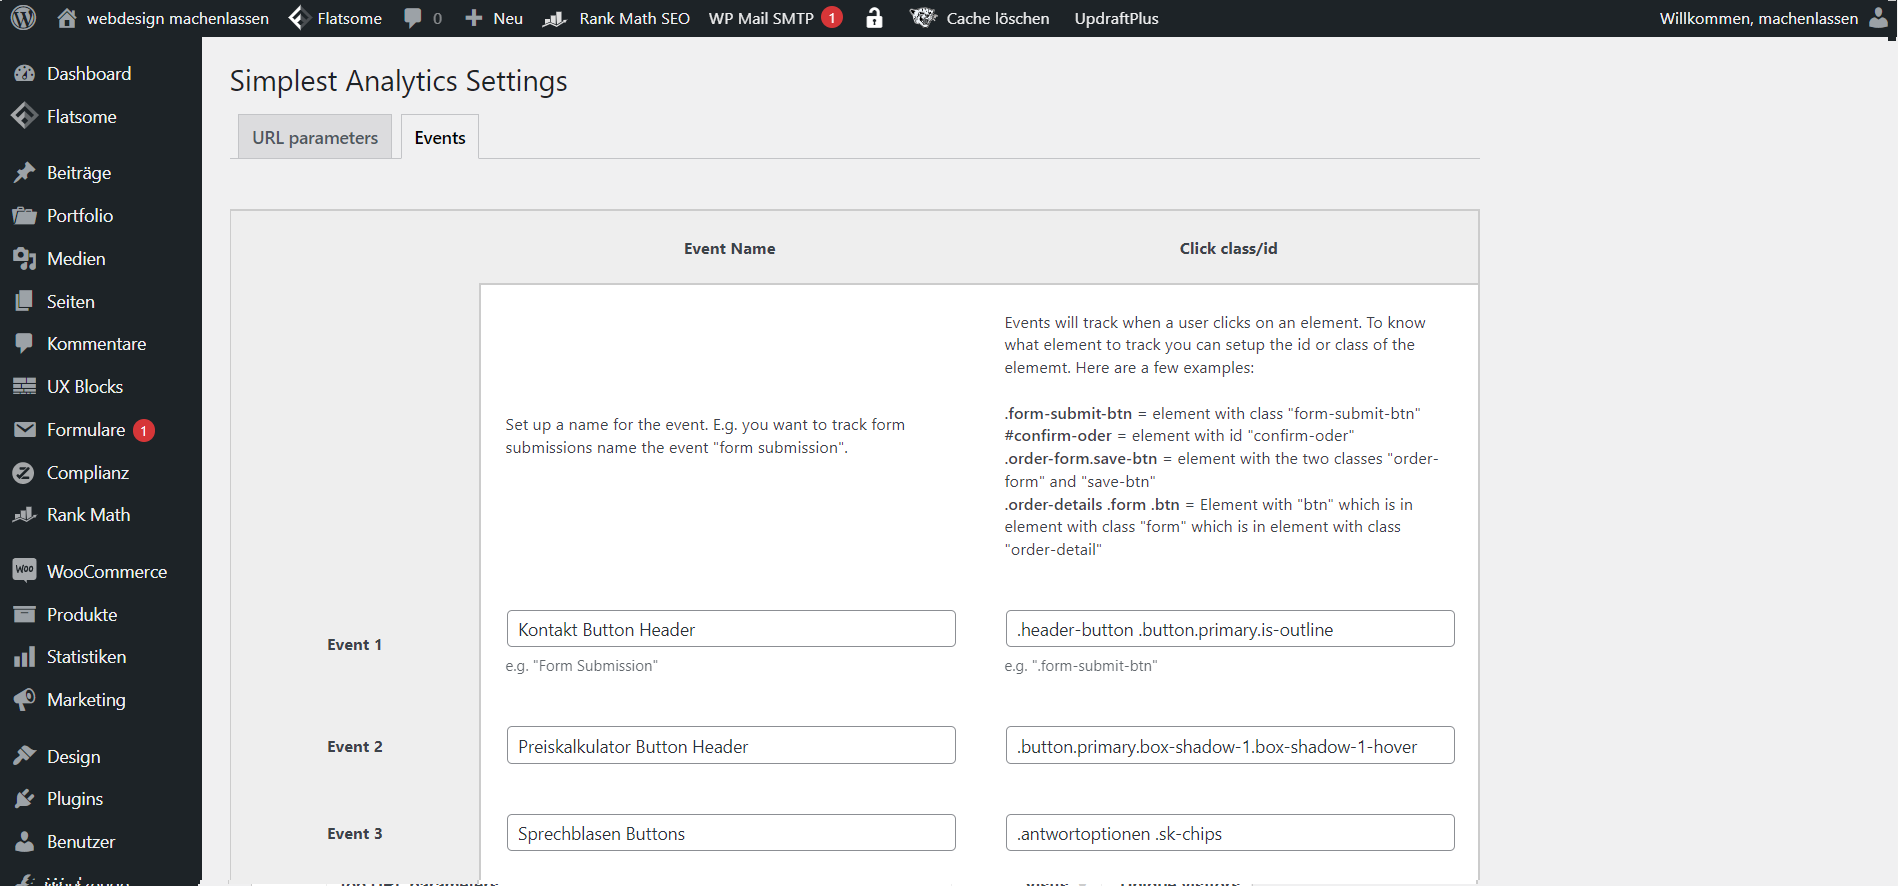 webdesign machenlassen Flatsome 0 Neu Rank Math SEO WP Mail SMTP 1 Cache löschen UpdraftPlus Willkommen, machenlassen
Dashboard
Flatsome
Beiträge
Portfolio
Medien
Seiten
Kommentare
UX Blocks
Formulare 1
Complianz
Rank Math
WooCommerce
Produkte
Statistiken
Marketing
Design
Plugins
Benutzer
Simplest Analytics Settings
URL parameters Events
Event Name Click class/id
Set up a name for the event. E.g. you want to track form
submissions name the event "form submission".
Events will track when a user clicks on an element. To know
what element to track you can setup the id or class of the
elememt. Here are a few examples:
.form-submit-btn = element with class "form-submit-btn"
#confirm-oder = element with id "confirm-oder"
.order-form.save-btn = element with the two classes "order-
form" and "save-btn"
.order-details .form .btn = Element with "btn" which is in
element with class "form" which is in element with class
"order-detail"
Event 1 Kontakt Button Header .header-button .button.primary.is-outline
e.g. "Form Submission" e.g. ".form-submit-btn"
Event 2 Preiskalkulator Button Header .button.primary.box-shadow-1.box-shadow-1-hover
Event 3 Sprechblasen Buttons .antwortoptionen .sk-chips